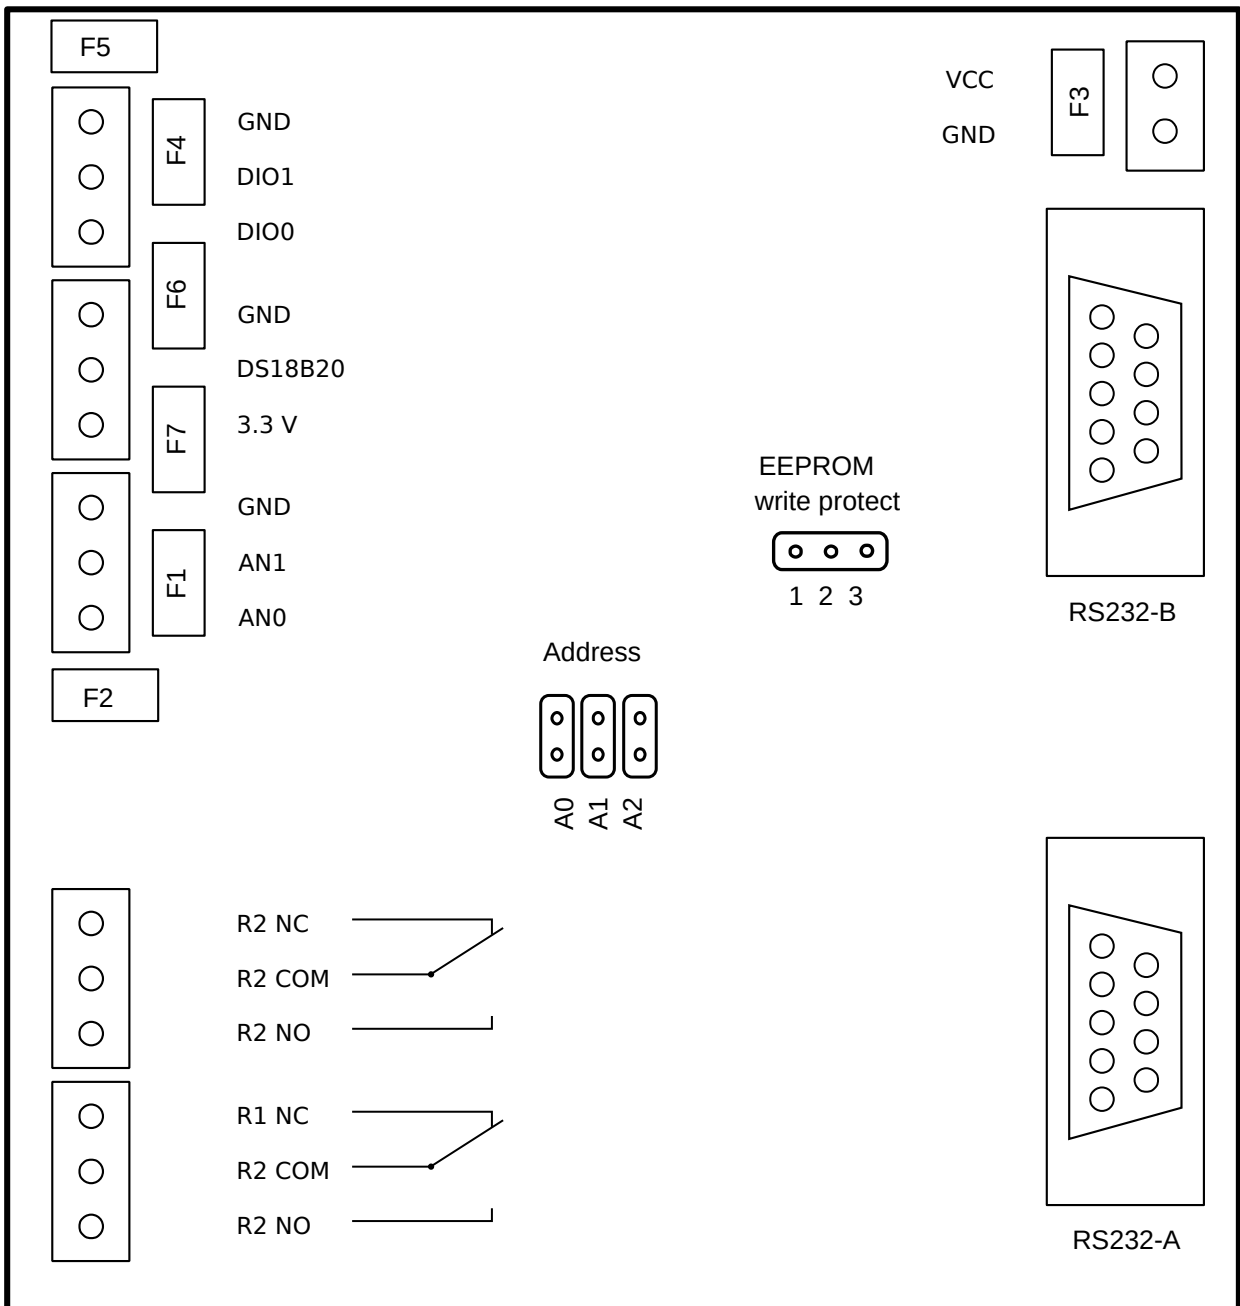 F5
VCC
F3
GND
GND
F4
DIO1
DIO0
F6
GND
DS18B20
3.3 V
F7
EEPROM
write protect
GND
AN1
F1
AN0
1 2 3
RS232-B
Address
F2
A0
A1
A2
R2 NC
R2 COM
R2 NO
R1 NC
R2 COM
R2 NO
RS232-A